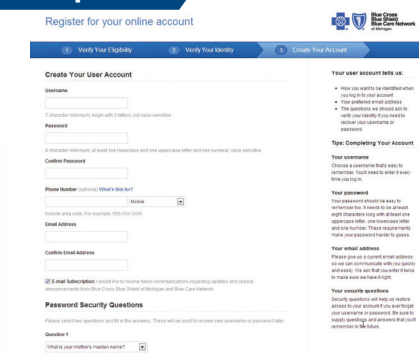 Register for your online account
Blue Cross
Blue Shield
Blue Care Network
of Michigan
1 Verify Your Eligibility
2 Verify Your Identity
3 Create Your Account
Create Your User Account
Username
7 character minimum, begin with 2 letters, not case-sensitive
Password
8 character minimum, at least one lowercase and one uppercase letter and one numeral, case-sensitive
Confirm Password
Phone Number (optional) What's this for?
Mobile
Include area code. For example, 555-XXX-XXXX
Email Address
Confirm Email Address
E-mail Subscription: I would like to receive future communications regarding updates and special
announcements from Blue Cross Blue Shield of Michigan and Blue Care Network.
Password Security Questions
Please select two questions and fill in the answers. These will be used to recover your username or password later.
Question 1
What is your mother's maiden name?
Your user account tells us:
• How you want to be identified when
you log in to your account
• Your preferred email address
• The questions we should ask to
verify your identity if you need to
recover your username or
password
Tips: Completing Your Account
Your username
Choose a username that's easy to
remember. You'll need to enter it every
time you log in.
Your password
Your password should be easy to
remember too. It needs to be at least
eight characters long with at least one
uppercase letter, one lowercase letter
and one number. These requirements
make your password harder to guess.
Your email address
Please give us a current email address
so we can communicate with you quickly
and easily. We ask that you enter it twice
to make sure we have it right.
Your security questions
Security questions will help us restore
access to your account if you ever forget
your username or password. Be sure to
supply questions and answers that you'll
remember in the future.